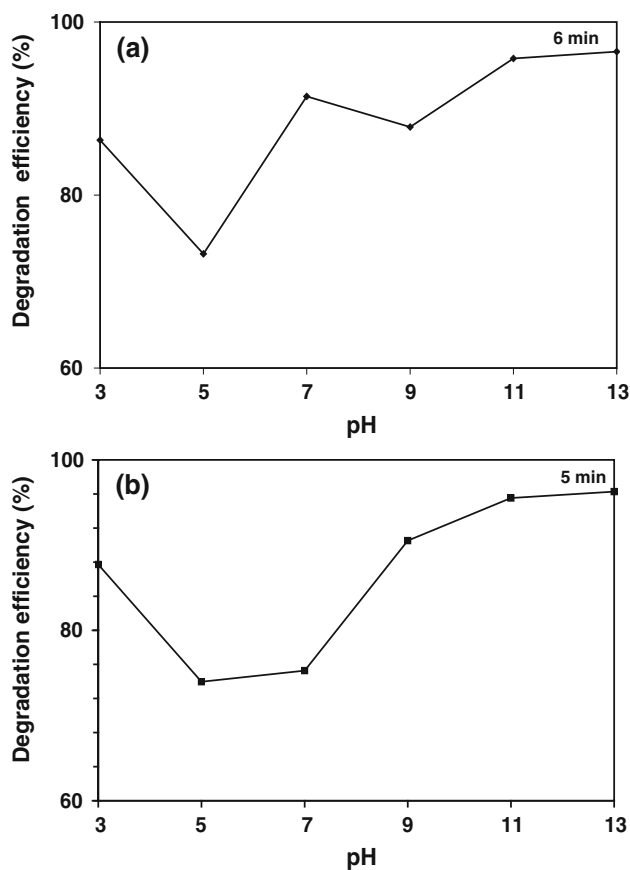 (a)
6 min
Degradation efficiency (%)
100
80
60
3 5 7 9 11 13
pH
(b)
5 min
Degradation efficiency (%)
100
80
60
3 5 7 9 11 13
pH